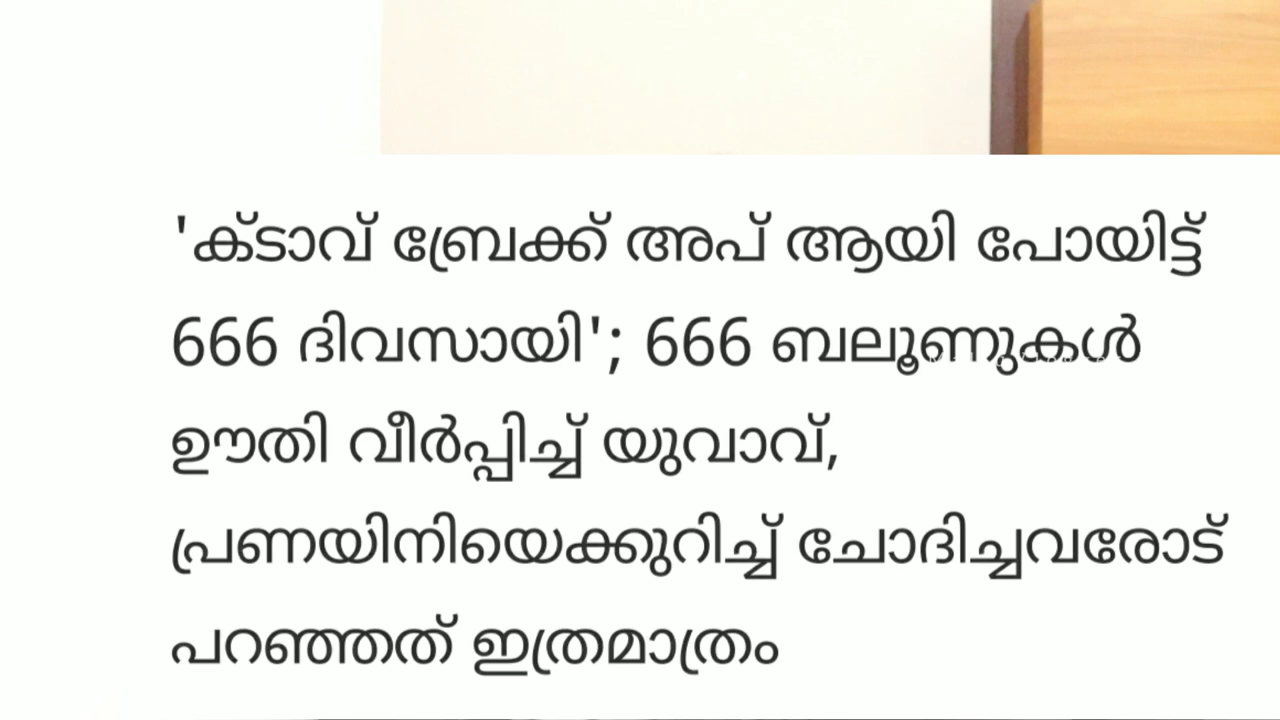 'ക്ടാവ് ബ്രേക്ക് അപ് ആയി പോയിട്ട്
666 ദിവസായി'; 666 ബലൂണുകൾ
ഊതി വീർപ്പിച്ച് യുവാവ്,
പ്രണയിനിയെക്കുറിച്ച് ചോദിച്ചവരോട്
പറഞ്ഞത് ഇത്രമാത്രം